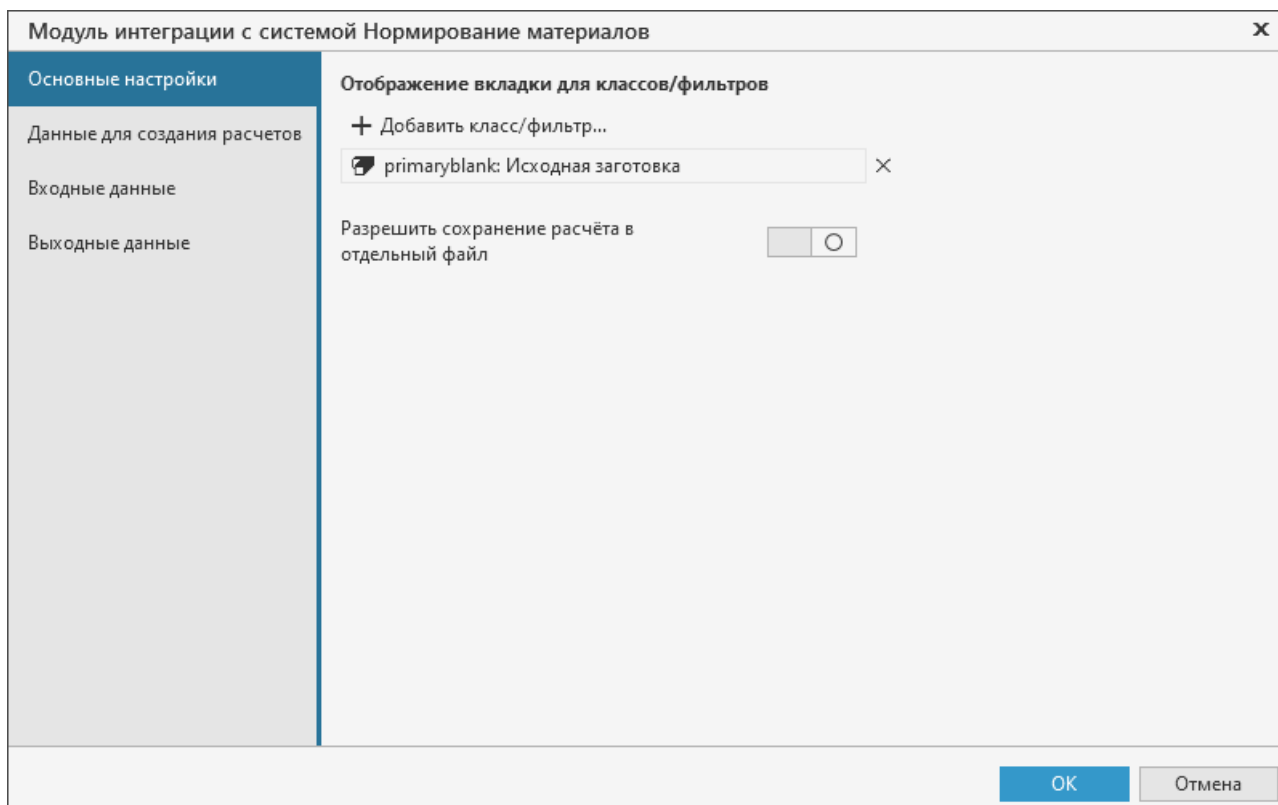 Модуль интеграции с системой Нормирование материалов
Основные настройки
Данные для создания расчетов
Входные данные
Выходные данные
Отображение вкладки для классов/фильтров
Добавить класс/фильтр...
primaryblank: Исходная заготовка
Разрешить сохранение расчёта в
отдельный файл
ОК
Отмена